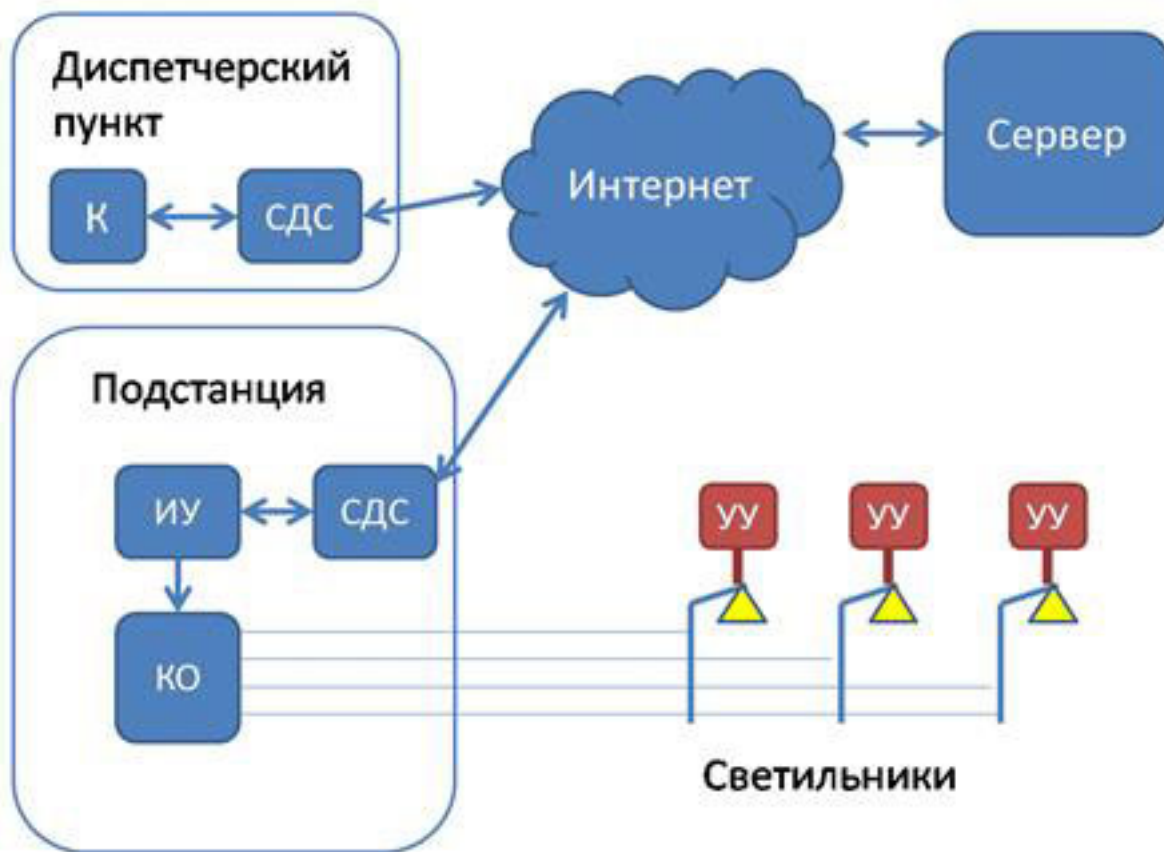 Диспетчерский
пункт
К
СДС
Интернет
Сервер
Подстанция
ИУ
СДС
КО
УУ
УУ
УУ
Светильники